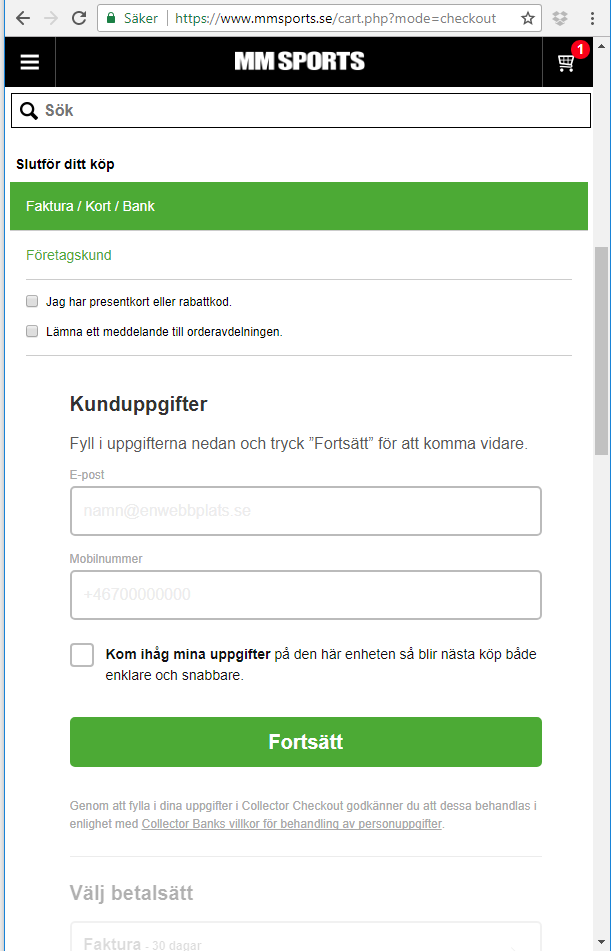 Säker
https://www.mmsports.se/cart.php?mode=checkout
MM SPORTS
1
Sök
Slutför ditt köp
Faktura / Kort / Bank
Företagskund
Jag har presentkort eller rabattkod.
Lämna ett meddelande till orderavdelningen.
Kunduppgifter
Fyll i uppgifterna nedan och tryck ”Fortsätt” för att komma vidare.
E-post
namn@enwebbplats.se
Mobilnummer
+46700000000
Kom ihåg mina uppgifter på den här enheten så blir nästa köp både
enklare och snabbare.
Fortsätt
Genom att fylla i dina uppgifter i Collector Checkout godkänner du att dessa behandlas i
enlighet med Collector Banks villkor för behandling av personuppgifter.
Välj betalsätt
Faktura - 30 dagar